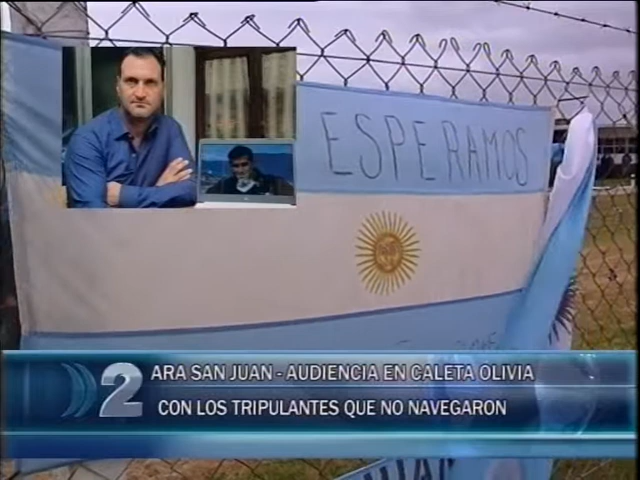 ESPERAMOS
2
ARA SAN JUAN - AUDIENCIA EN CALETA OLIVIA
CON LOS TRIPULANTES QUE NO NAVEGARON